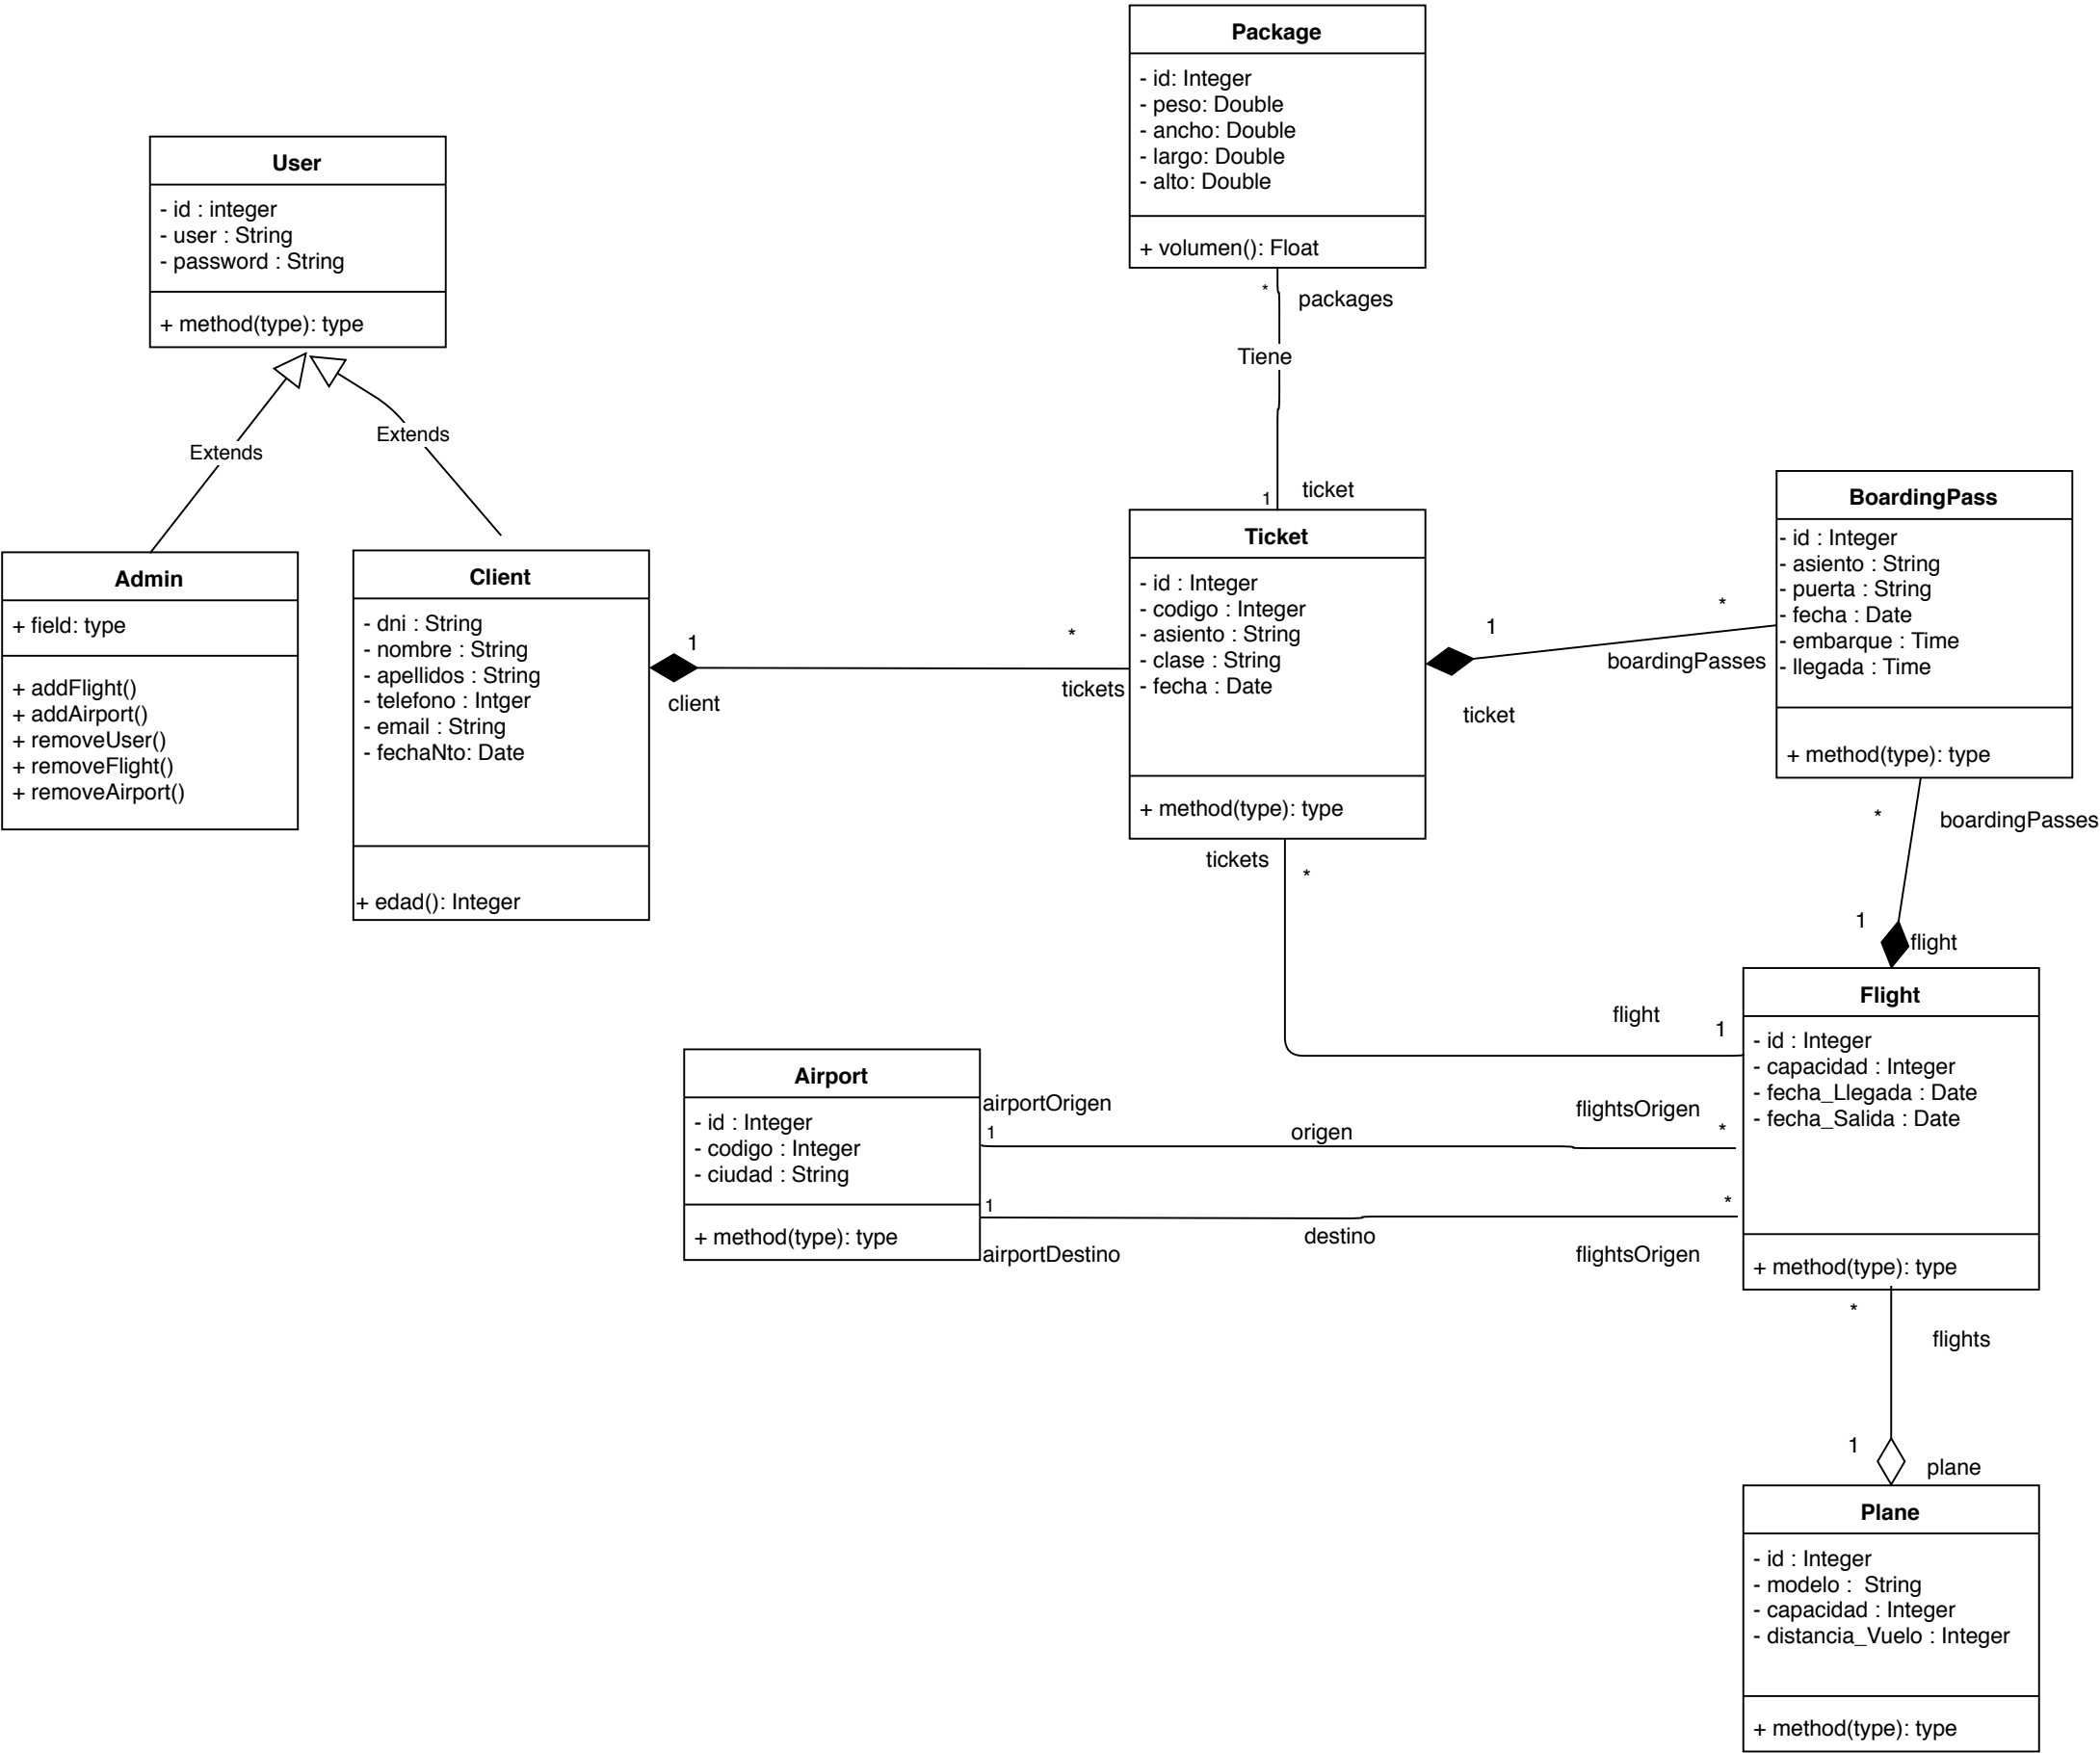 Package
- id: Integer
- peso: Double
- ancho: Double
- largo: Double
- alto: Double
+ volumen(): Float
* packages
Tiene
1 ticket
User
- id : integer
- user : String
- password : String
+ method(type): type
Extends
Extends
Admin
+ field: type
+ addFlight()
+ addAirport()
+ removeUser()
+ removeFlight()
+ removeAirport()
Client
- dni : String
- nombre : String
- apellidos : String
- telefono : Intger
- email : String
- fechaNto: Date
+ edad(): Integer
1
client
*
tickets
Ticket
- id : Integer
- codigo : Integer
- asiento : String
- clase : String
- fecha : Date
+ method(type): type
1
ticket
*
boardingPasses
BoardingPass
- id : Integer
- asiento : String
- puerta : String
- fecha : Date
- embarque : Time
- llegada : Time
+ method(type): type
* boardingPasses
1 flight
tickets *
flight 1
Flight
- id : Integer
- capacidad : Integer
- fecha_Llegada : Date
- fecha_Salida : Date
+ method(type): type
Airport
- id : Integer
- codigo : Integer
- ciudad : String
+ method(type): type
airportOrigen
1
origen
flightsOrigen
*
1
airportDestino
destino
*
flightsOrigen
*
flights
1
plane
Plane
- id : Integer
- modelo :  String
- capacidad : Integer
- distancia_Vuelo : Integer
+ method(type): type